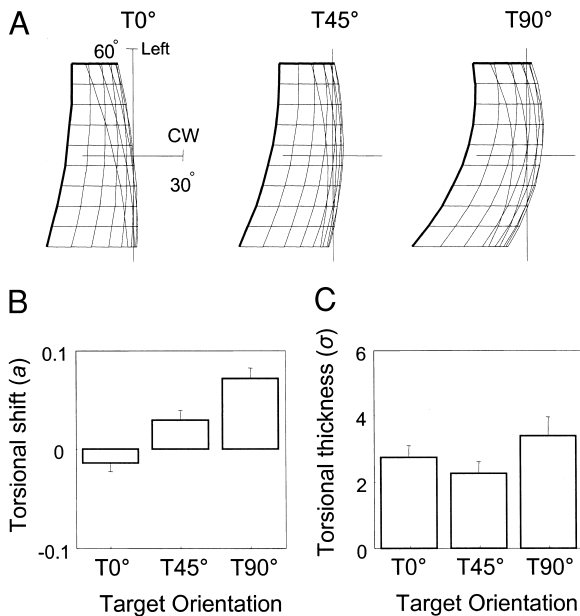 A
T0°
T45°
T90°
60°
Left
CW
30°
B
Torsional shift (a)
0.1
0
-0.1
T0°
T45°
T90°
Target Orientation
C
Torsional thickness (σ)
6
4
2
0
T0°
T45°
T90°
Target Orientation